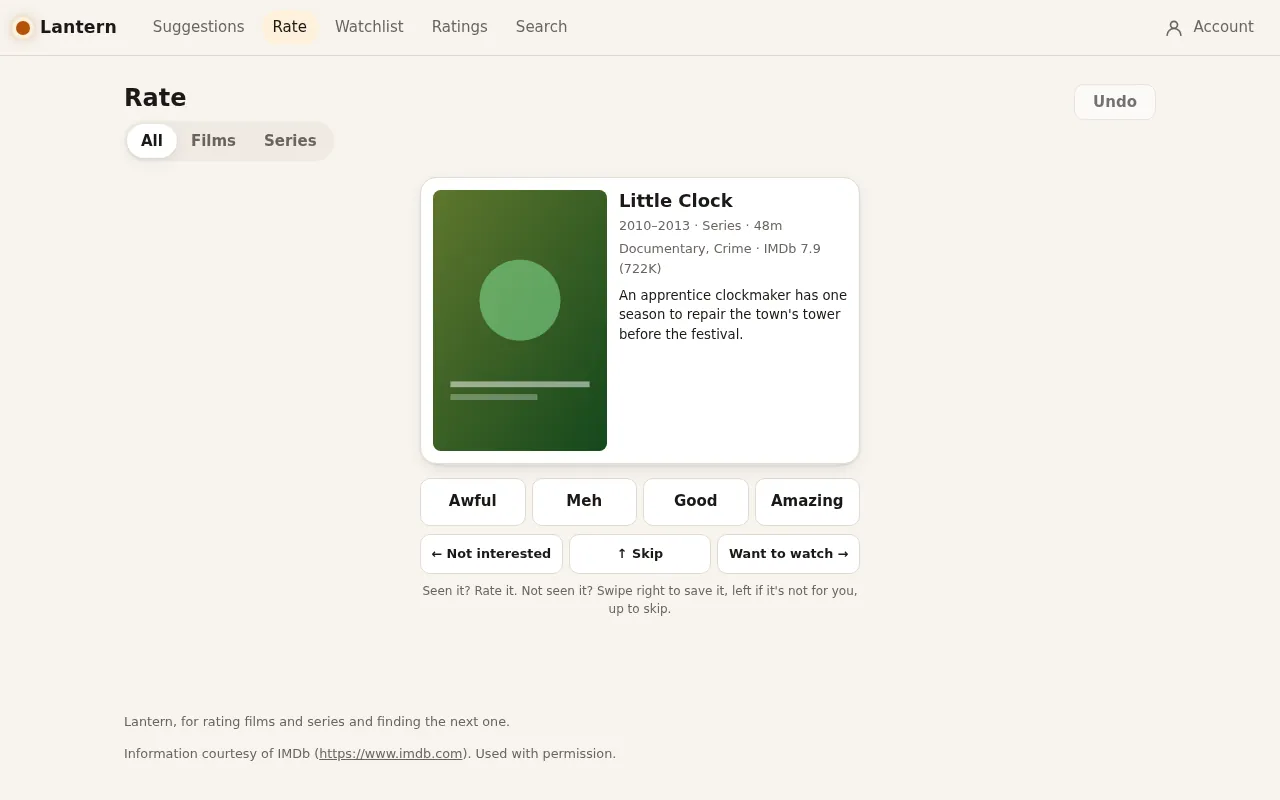 Lantern
Suggestions
Rate
Watchlist
Ratings
Search
Account
Rate
Undo
All
Films
Series
Little Clock
2010–2013 · Series · 48m
Documentary, Crime · IMDb 7.9
(722K)
An apprentice clockmaker has one
season to repair the town's tower
before the festival.
Awful
Meh
Good
Amazing
← Not interested
↑ Skip
Want to watch →
Seen it? Rate it. Not seen it? Swipe right to save it, left if it's not for you,
up to skip.
Lantern, for rating films and series and finding the next one.
Information courtesy of IMDb (https://www.imdb.com). Used with permission.